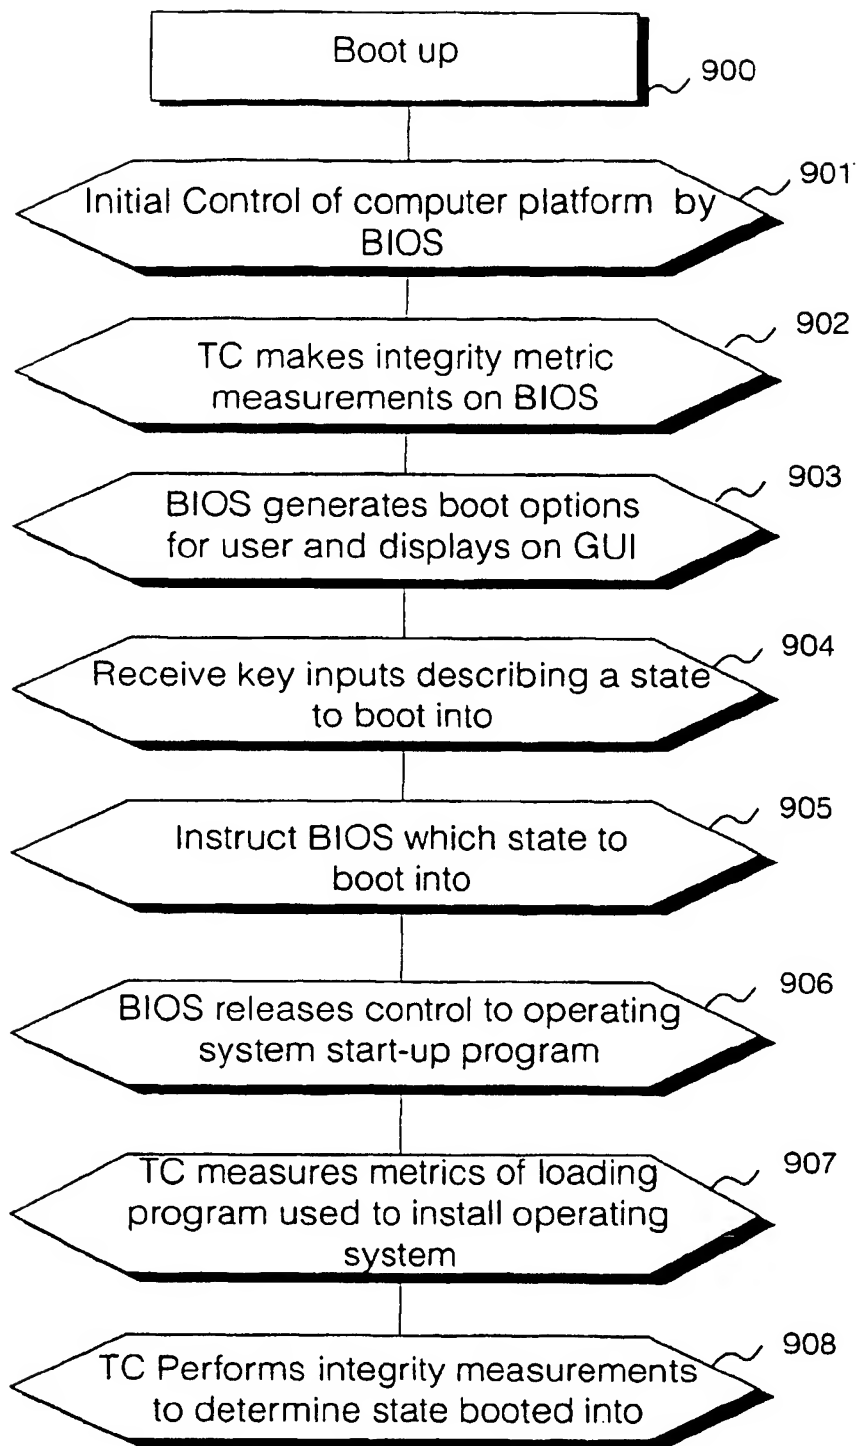 Boot up
900
Initial Control of computer platform by
BIOS
901
TC makes integrity metric
measurements on BIOS
902
BIOS generates boot options
for user and displays on GUI
903
Receive key inputs describing a state
to boot into
904
Instruct BIOS which state to
boot into
905
BIOS releases control to operating
system start-up program
906
TC measures metrics of loading
program used to install operating
system
907
TC Performs integrity measurements
to determine state booted into
908